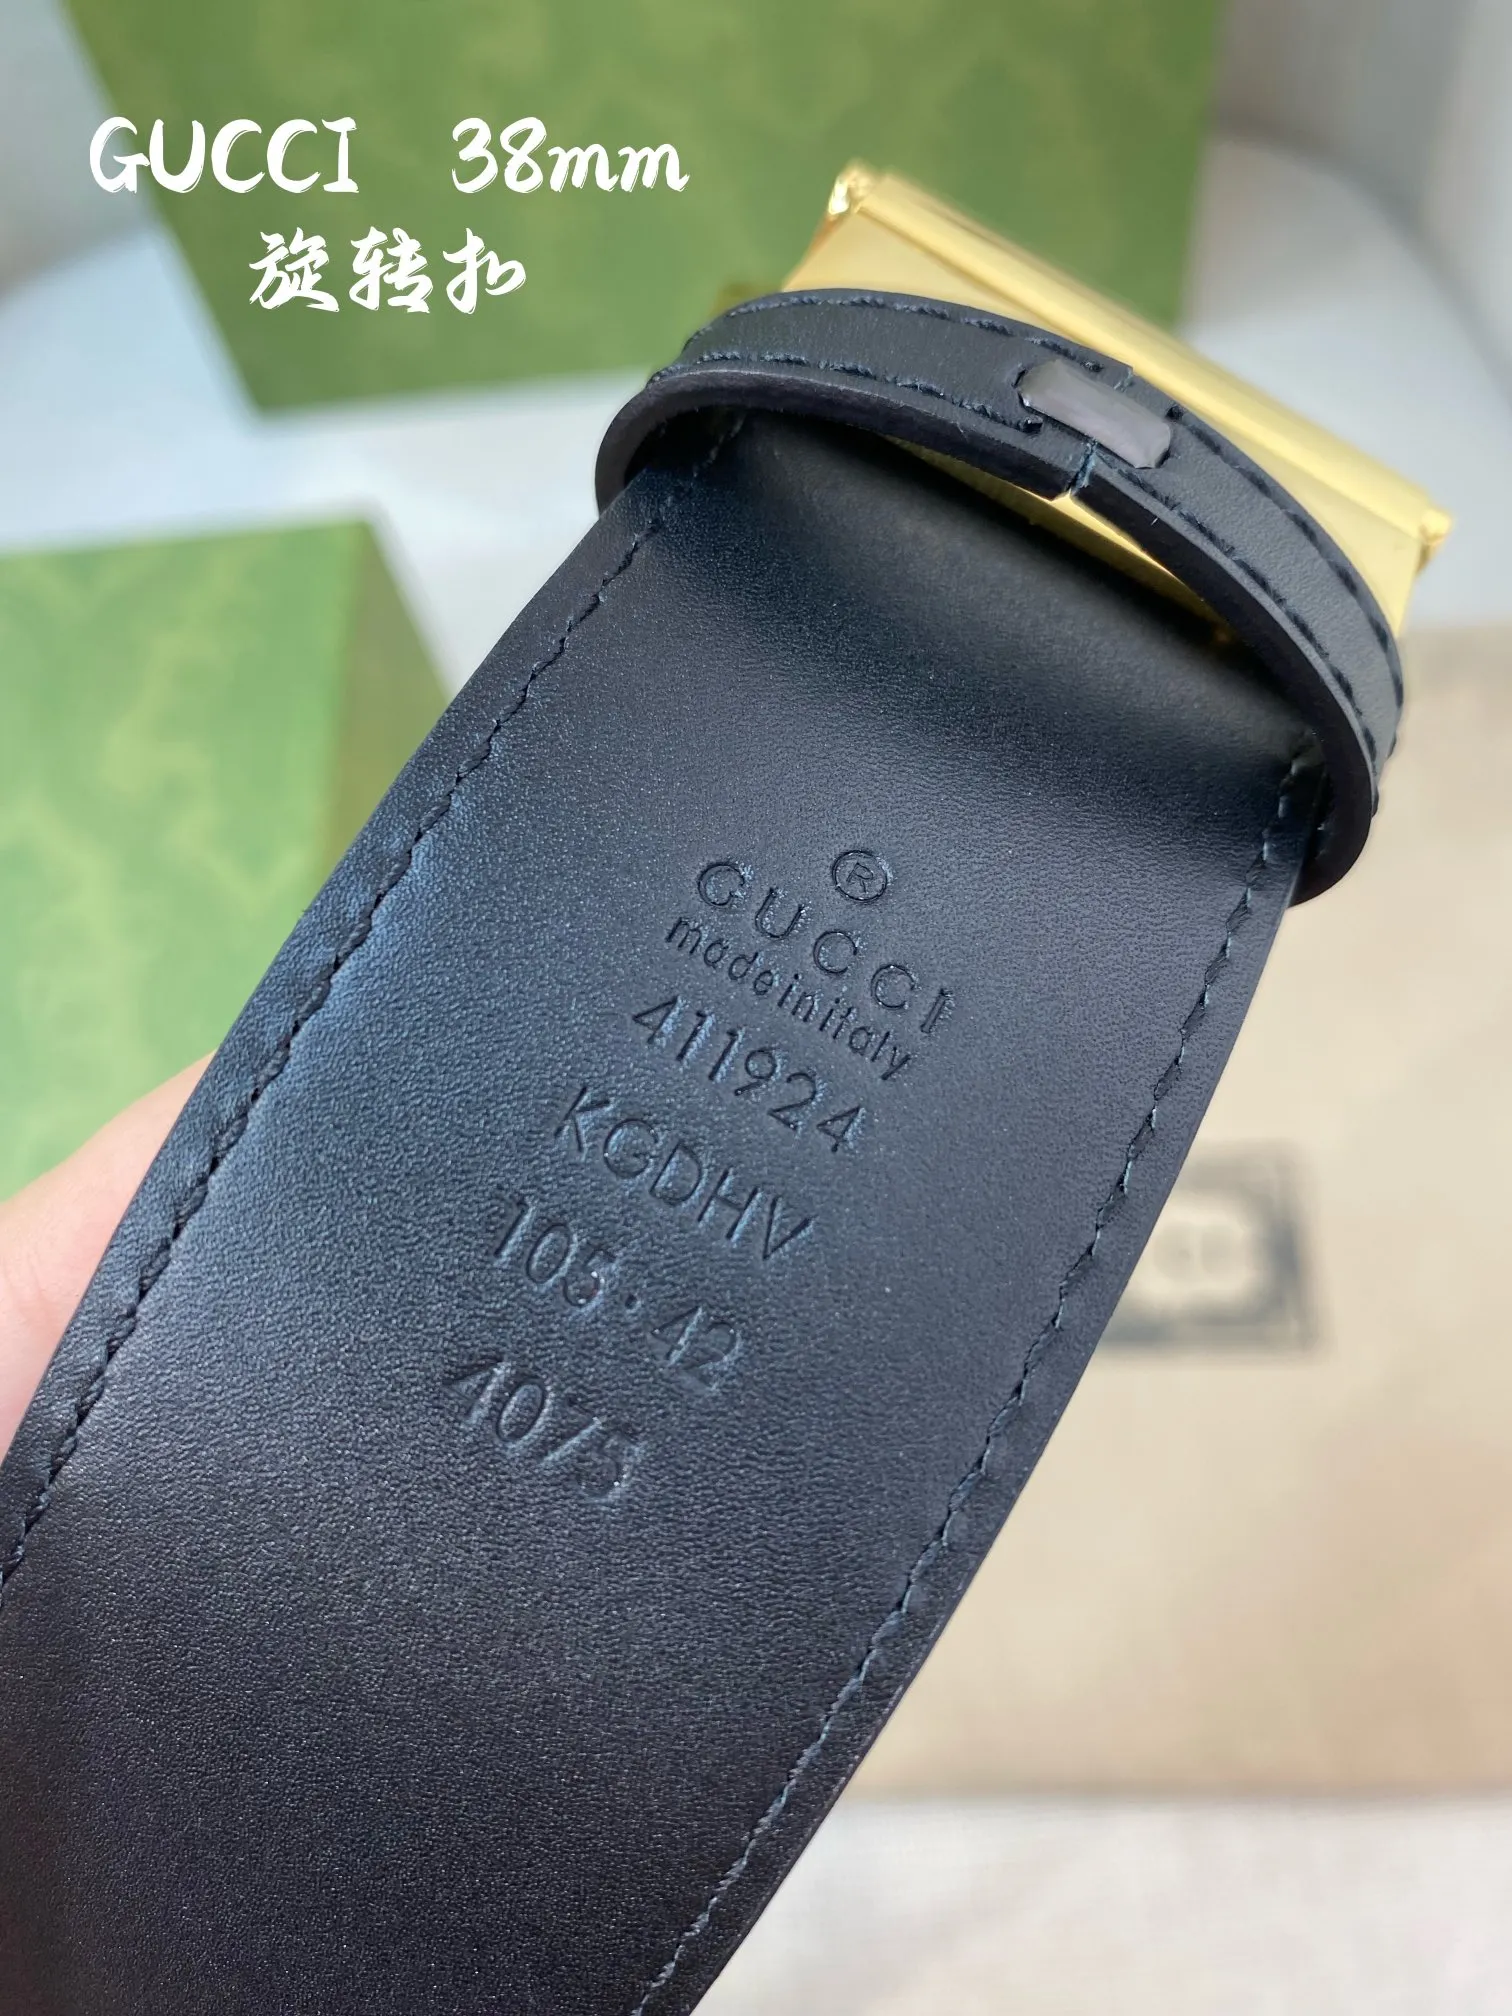 GUCCI 38mm
旋转扣
®
GUCCI
made in italy
411924
KGDHV
105·42
4075